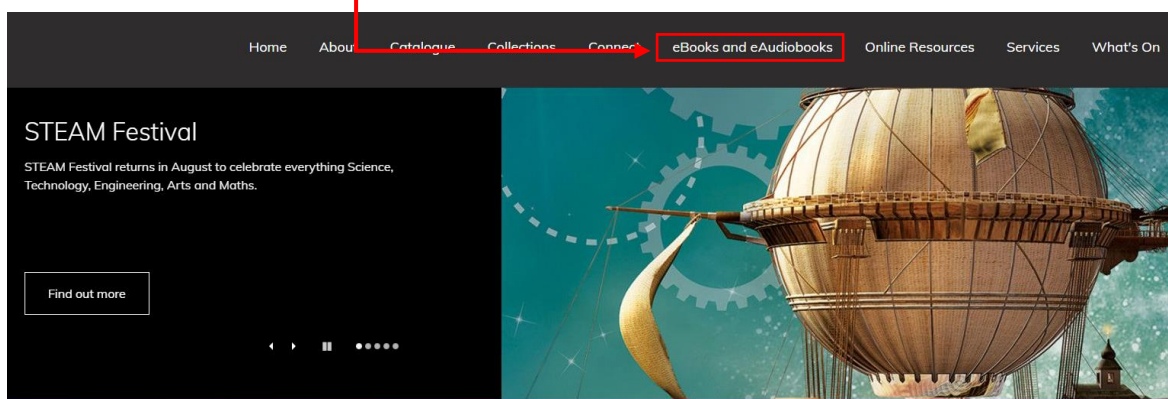 Home About Catalogue Collections Connect eBooks and eAudiobooks Online Resources Services What's On
STEAM Festival
STEAM Festival returns in August to celebrate everything Science,
Technology, Engineering, Arts and Maths.
Find out more